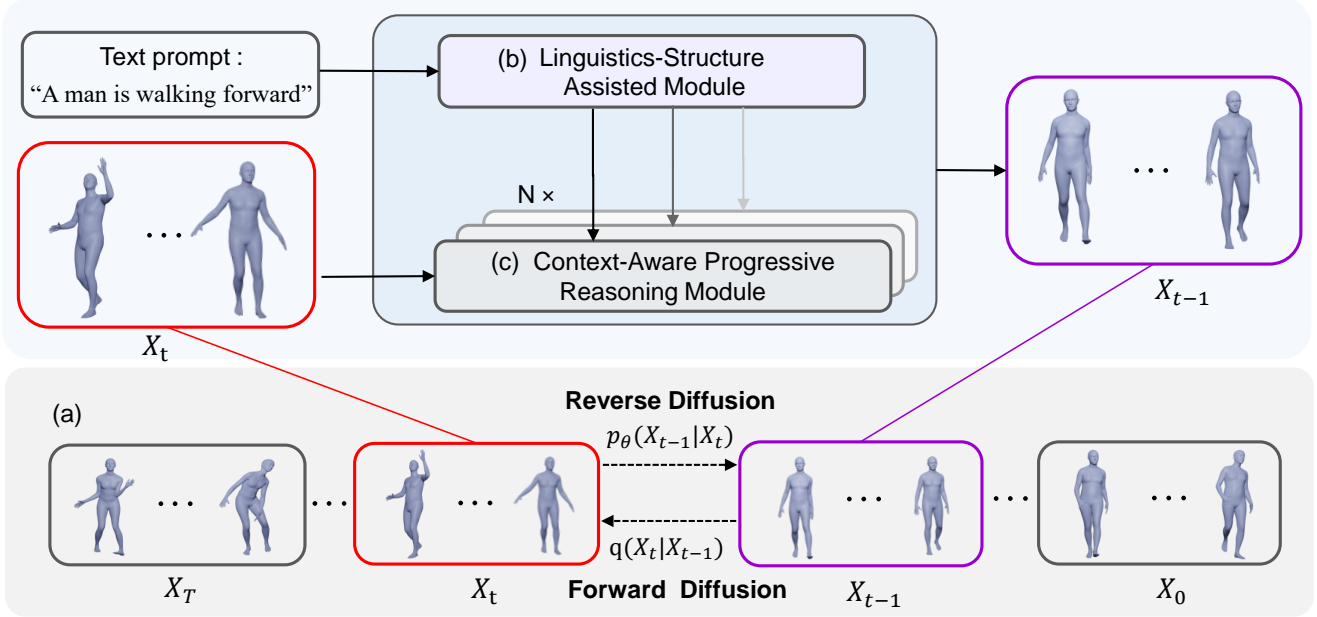 Text prompt :
“A man is walking forward”
(b) Linguistics-Structure
Assisted Module
N ×
(c) Context-Aware Progressive
Reasoning Module
X_t
X_{t−1}
(a)
Reverse Diffusion
p_θ(X_{t−1}|X_t)
q(X_t|X_{t−1})
Forward Diffusion
X_T
X_t
X_{t−1}
X_0